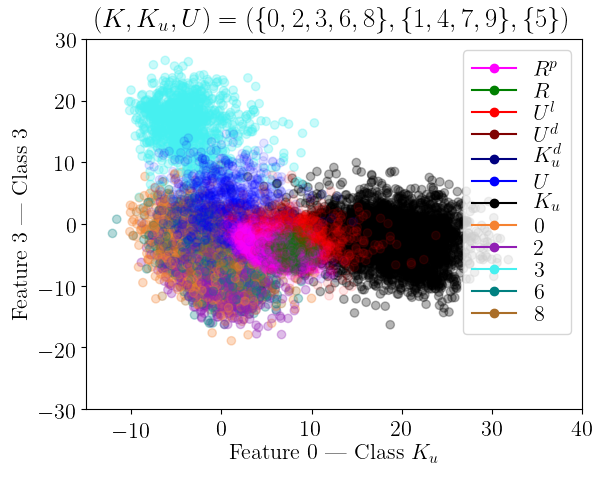 (K, K_u, U) = ({0, 2, 3, 6, 8}, {1, 4, 7, 9}, {5})
30
20
10
0
−10
−20
−30
Feature 3 — Class 3
−10 0 10 20 30 40
Feature 0 — Class K_u
R^p
R
U^l
U^d
K_u^d
U
K_u
0
2
3
6
8